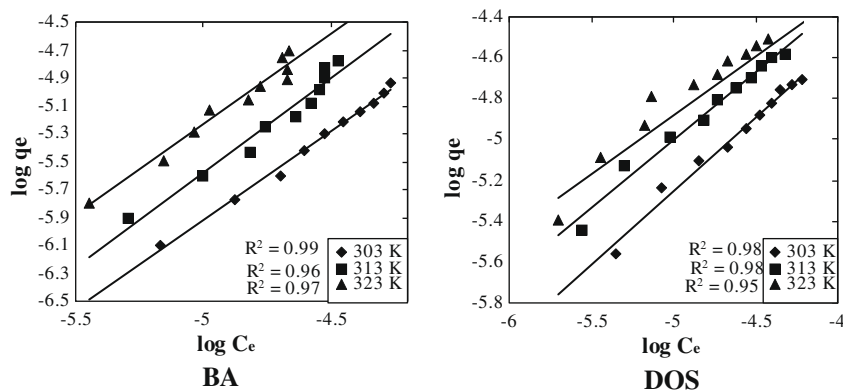 -4.5
-4.7
-4.9
-5.1
-5.3
-5.5
-5.7
-5.9
-6.1
-6.3
-6.5
log qe
R² = 0.99
R² = 0.96
R² = 0.97
303 K
313 K
323 K
-5.5 -5 -4.5
log Ce
BA
-4.4
-4.6
-4.8
-5
-5.2
-5.4
-5.6
-5.8
log qe
R² = 0.98
R² = 0.98
R² = 0.95
303 K
313 K
323 K
-6 -5.5 -5 -4.5 -4
log Ce
DOS